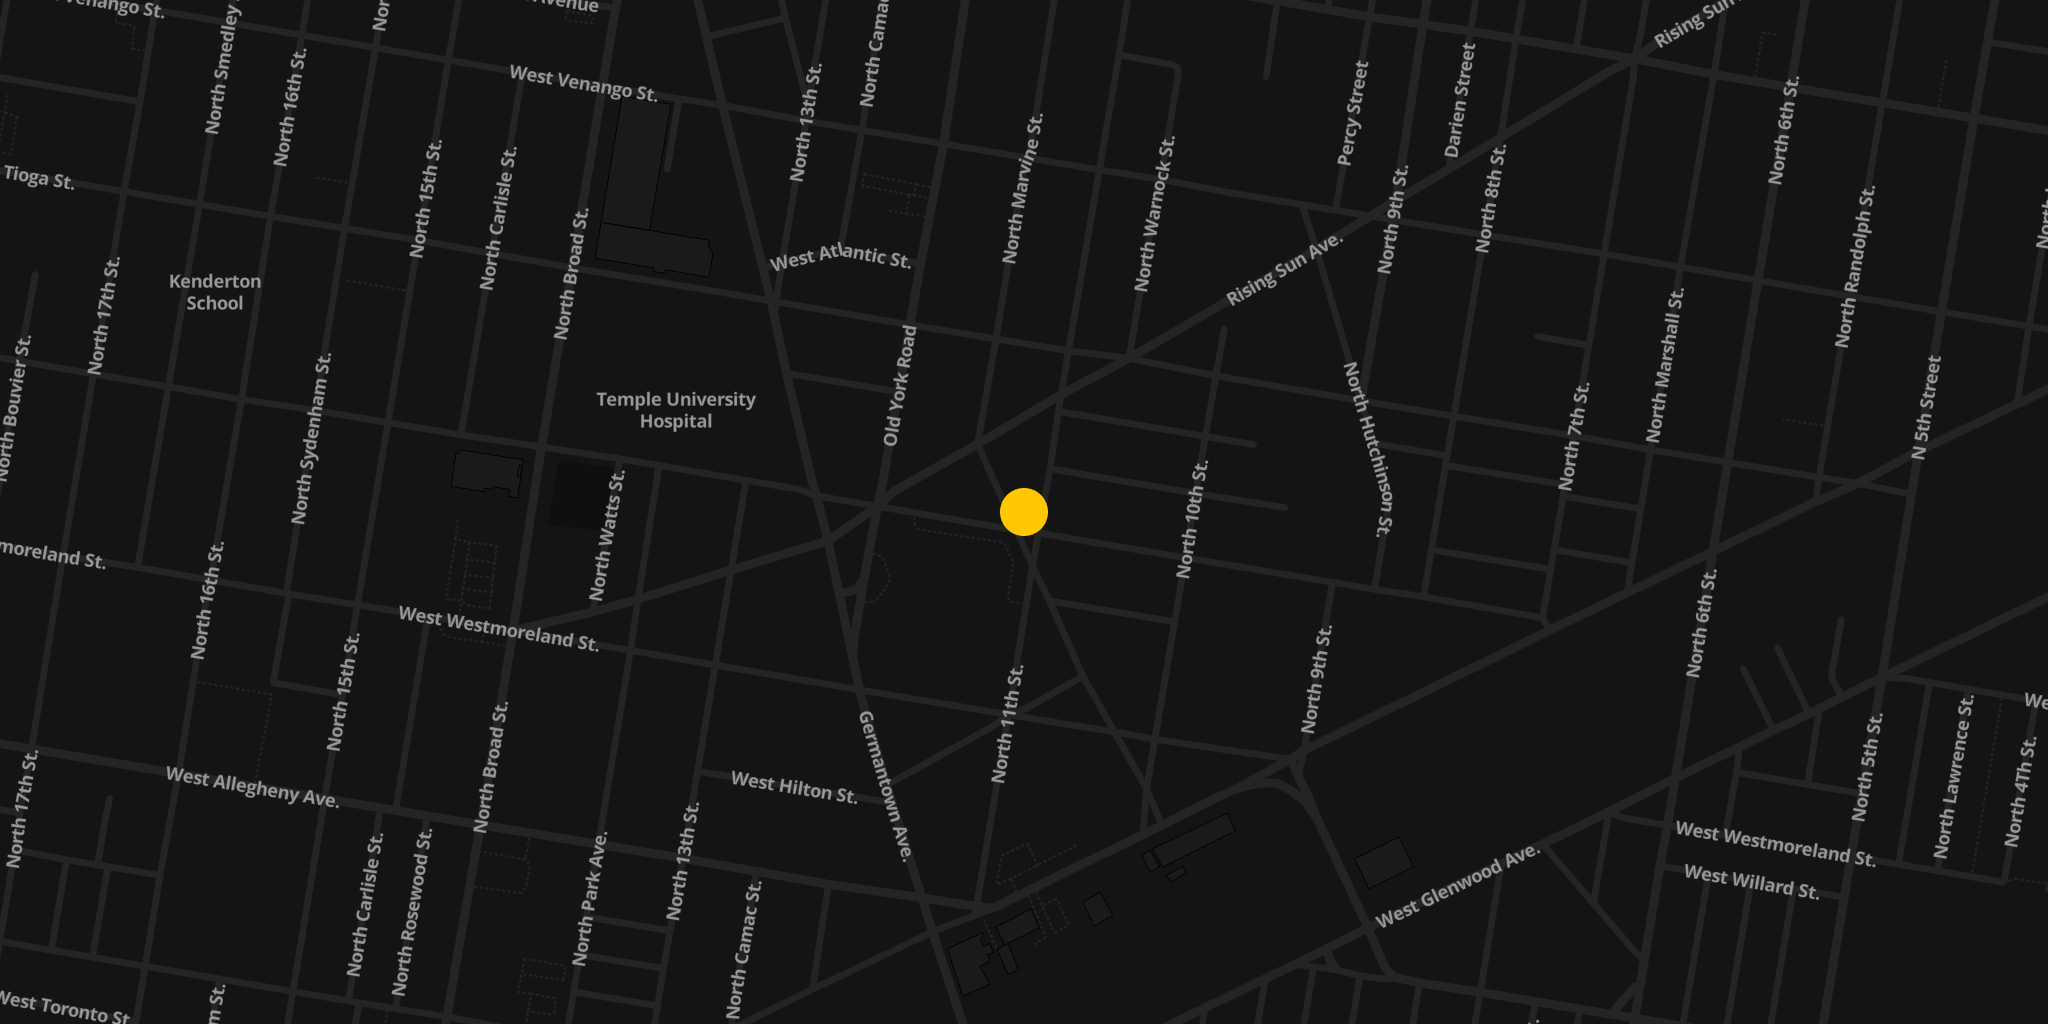 Venango St.
North Smedley
North 16th St.
Avenue
North Camac
Rising Sun
West Venango St.
North 13th St.
Percy Street
Darien Street
North 6th St.
North Marvine St.
North Warnock St.
North 15th St.
North Carlisle St.
North 9th St.
North 8th St.
Tioga St.
North Broad St.
West Atlantic St.
Rising Sun Ave.
North Randolph St.
North 17th St.
Kenderton
School
North Marshall St.
North Bouvier St.
North Sydenham St.
Old York Road
Temple University
Hospital
North Hutchinson St.
North 7th St.
N 5th Street
North Watts St.
North 10th St.
moreland St.
North 16th St.
West Westmoreland St.
North 15th St.
North 9th St.
North 6th St.
North 11th St.
North Broad St.
Germantown Ave.
North 17th St.
West Allegheny Ave.
West Hilton St.
North 13th St.
North 5th St.
North Lawrence St.
North 4Th St.
West Westmoreland St.
West Willard St.
West Glenwood Ave.
North Carlisle St.
North Rosewood St.
North Park Ave.
North Camac St.
West Toronto St
m St.